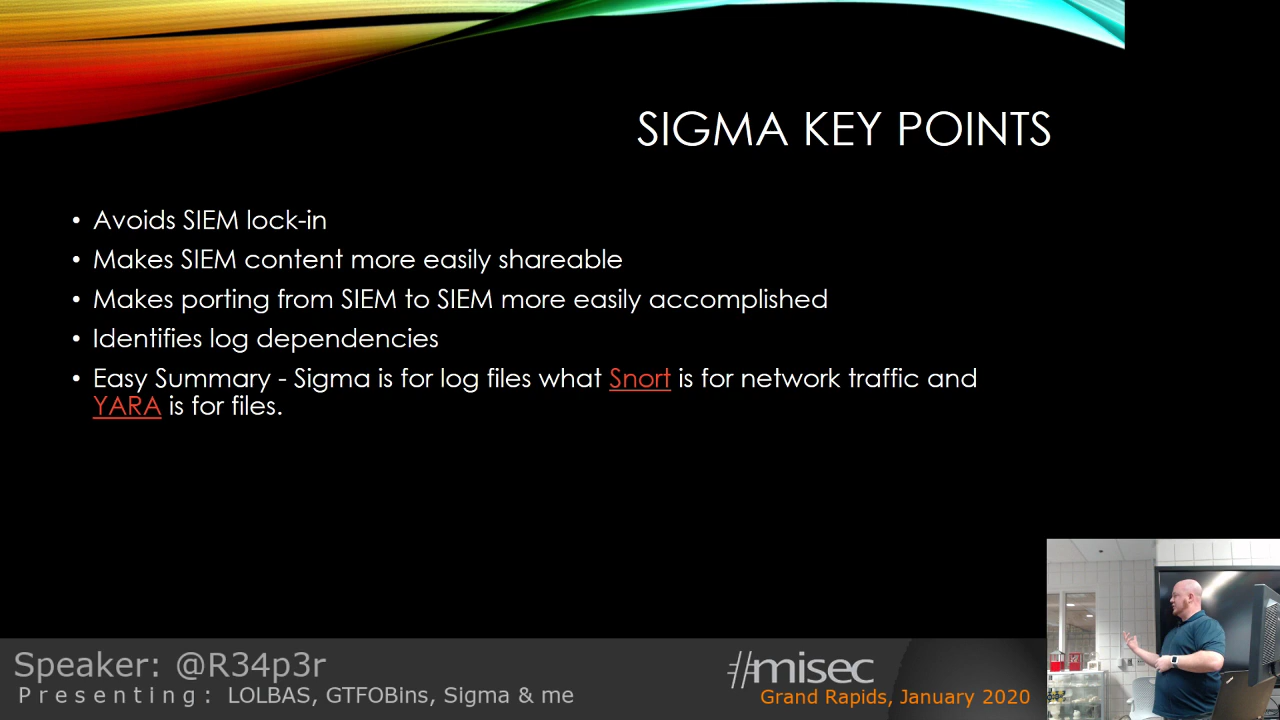 SIGMA KEY POINTS
• Avoids SIEM lock-in
• Makes SIEM content more easily shareable
• Makes porting from SIEM to SIEM more easily accomplished
• Identifies log dependencies
• Easy Summary - Sigma is for log files what Snort is for network traffic and
YARA is for files.
Speaker: @R34p3r
Presenting: LOLBAS, GTFOBins, Sigma & me
#misec
Grand Rapids, January 2020